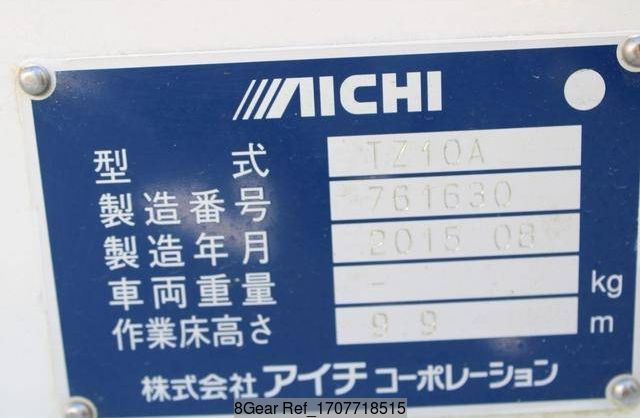 AICHI
型 式 TZ10A
製造番号 761630
製造年月 2015 08
車両重量 - kg
作業床高さ 9 9 m
株式会社 アイチ コーポレーション
8Gear Ref_1707718515